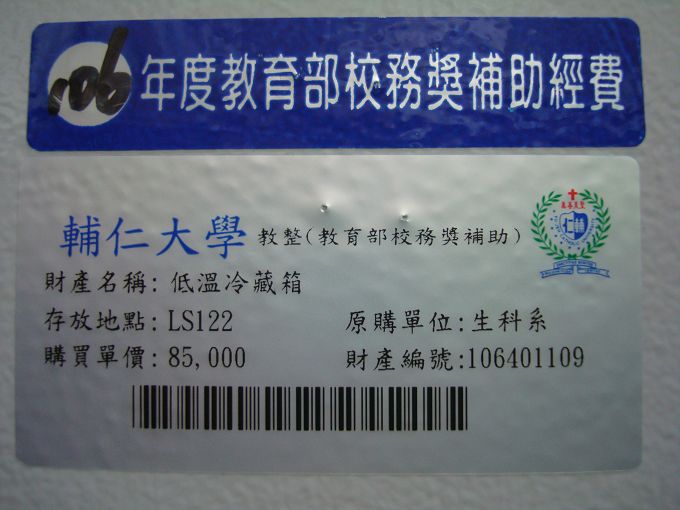 106年度教育部校務獎補助經費
輔仁大學 教整(教育部校務獎補助)
財產名稱: 低溫冷藏箱
存放地點: LS122 原購單位: 生科系
購買單價: 85,000 財產編號:106401109